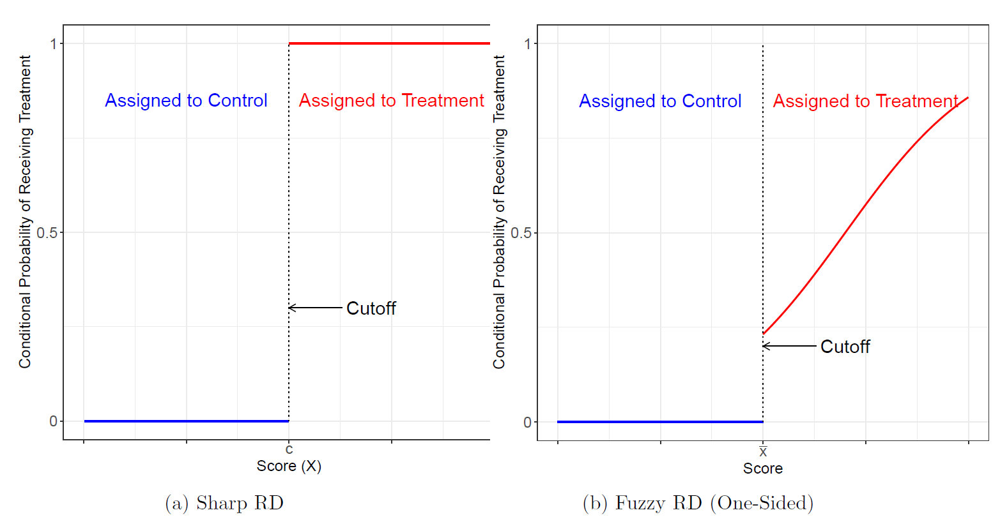 Conditional Probability of Receiving Treatment
1
0.5
0
Assigned to Control
Assigned to Treatment
Cutoff
c
Score (X)
(a) Sharp RD
Conditional Probability of Receiving Treatment
1
0.5
0
Assigned to Control
Assigned to Treatment
Cutoff
x̅
Score
(b) Fuzzy RD (One-Sided)